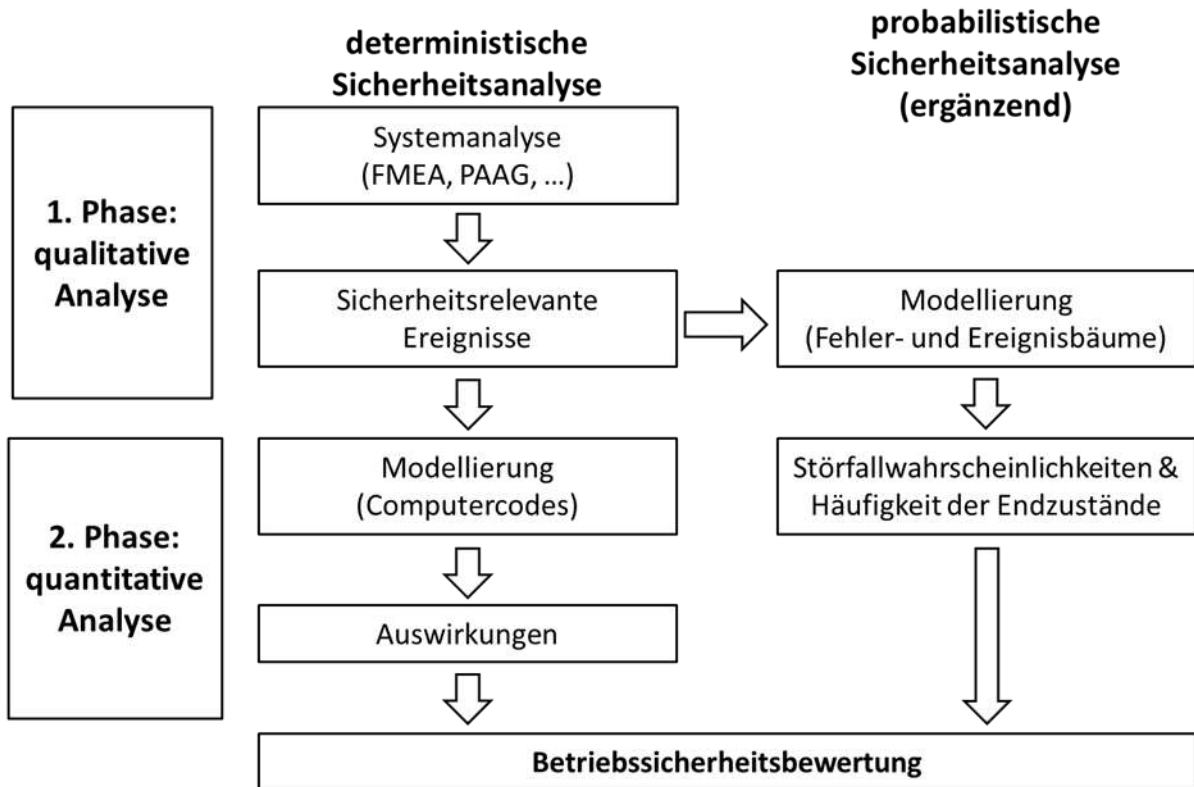 deterministische
Sicherheitsanalyse
probabilistische
Sicherheitsanalyse
(ergänzend)
1. Phase:
qualitative
Analyse
Systemanalyse
(FMEA, PAAG, ...)
Sicherheitsrelevante
Ereignisse
Modellierung
(Fehler- und Ereignisbäume)
2. Phase:
quantitative
Analyse
Modellierung
(Computercodes)
Störfallwahrscheinlichkeiten &
Häufigkeit der Endzustände
Auswirkungen
Betriebssicherheitsbewertung